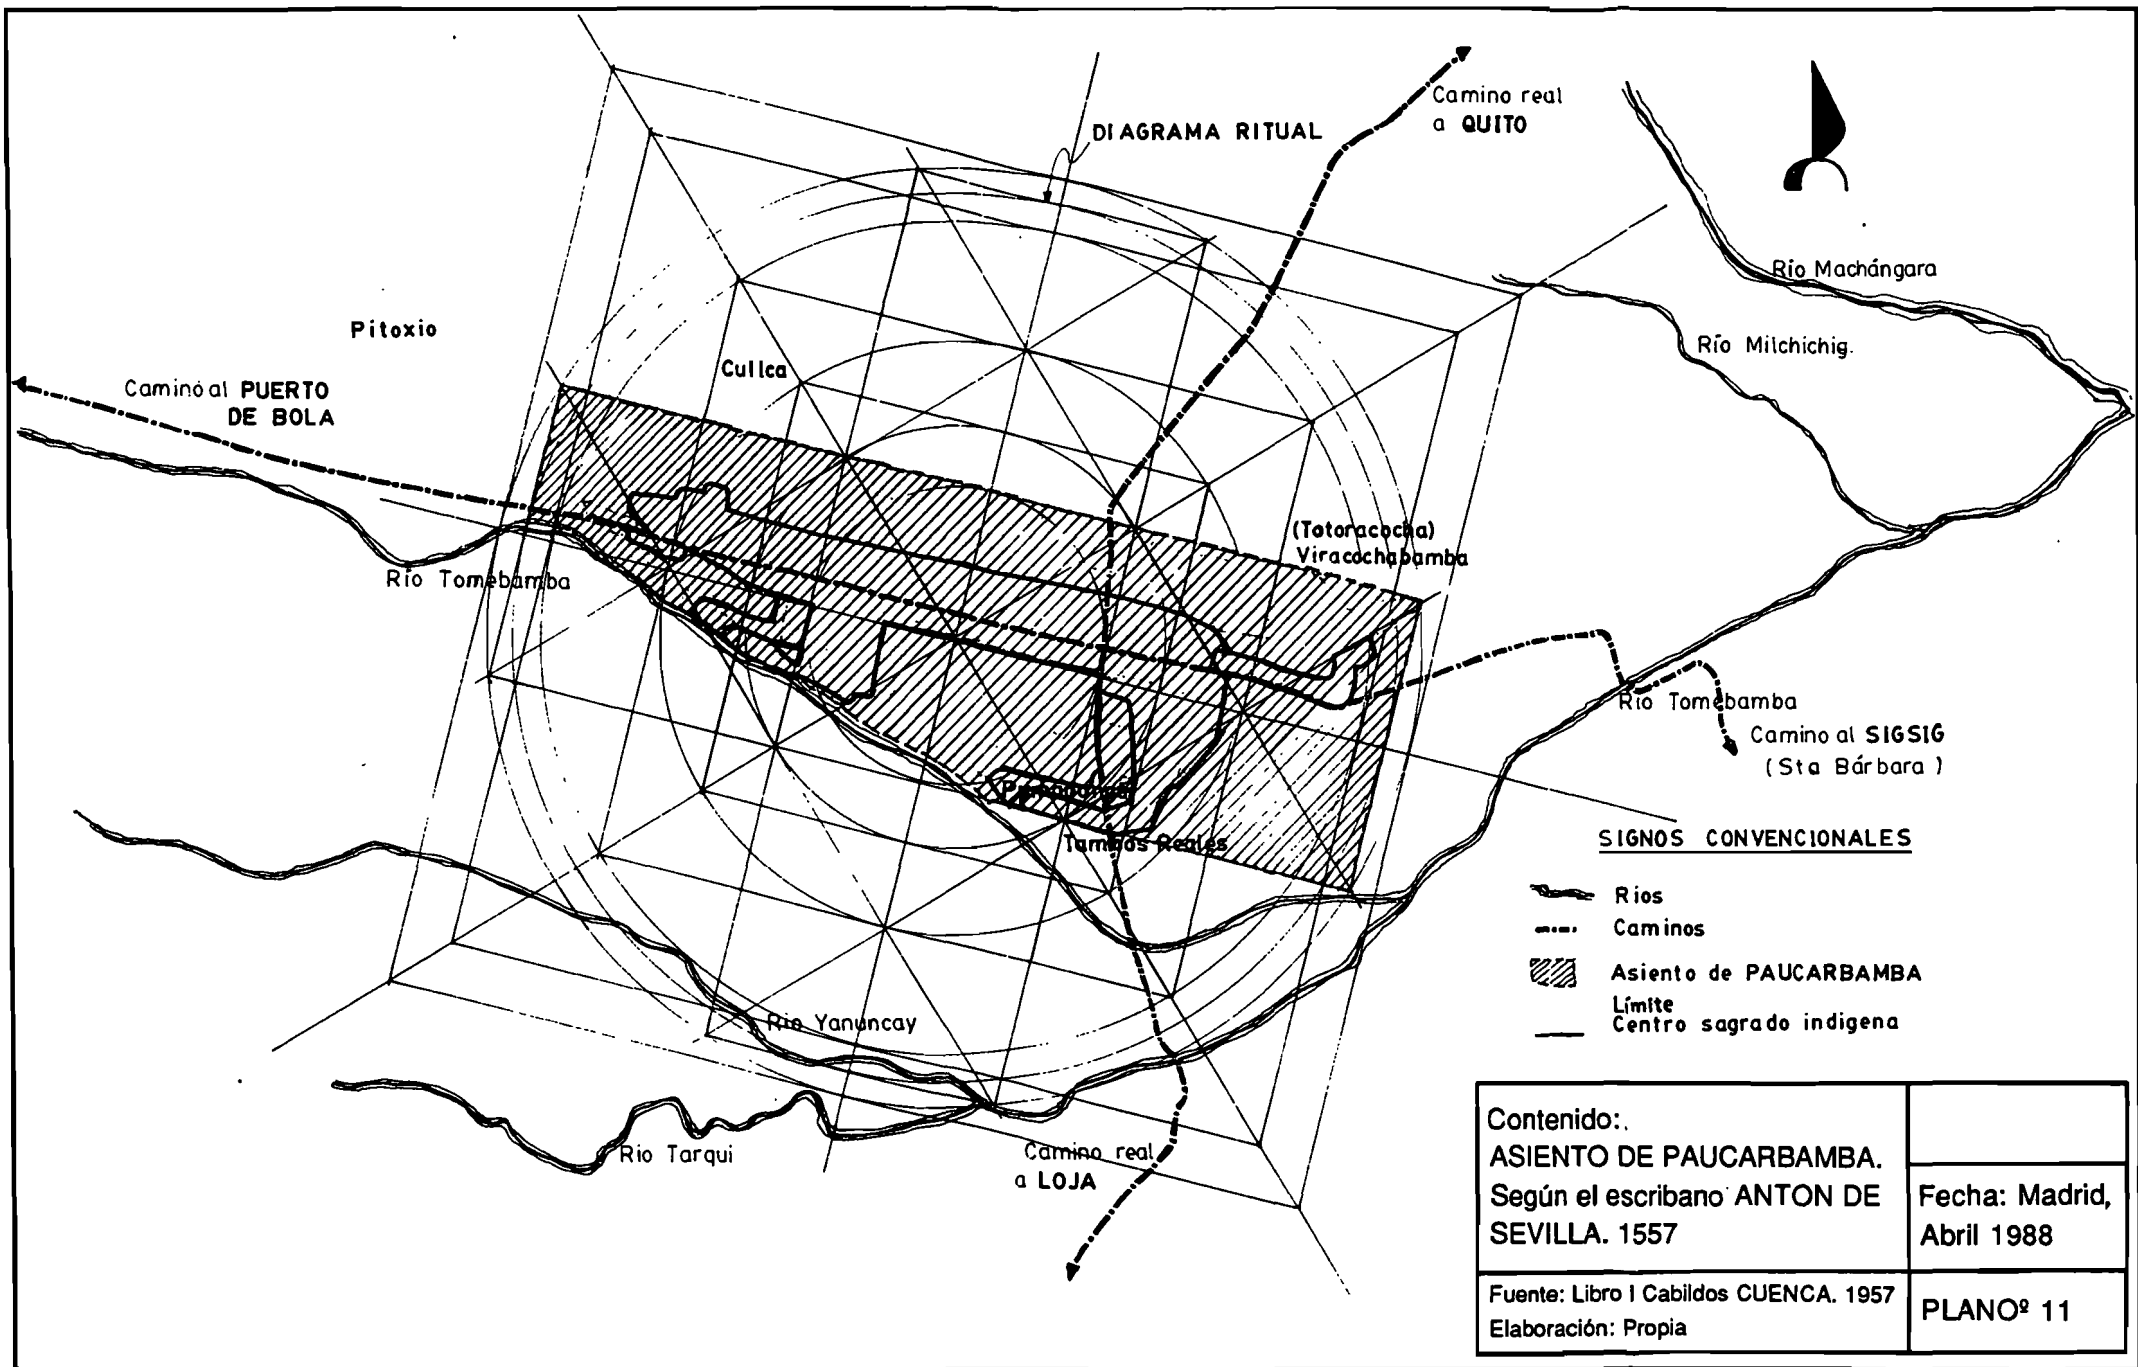 Camino real
a QUITO
DIAGRAMA RITUAL
Río Machángara
Río Milchichig.
Pitoxio
Cullca
Camino al PUERTO
DE BOLA
(Totoracocha)
Viracochabamba
Río Tomebamba
Río Tomebamba
Camino al SIGSIG
(Sta Bárbara)
Tambos Reales
Río Yanuncay
Río Tarqui
Camino real
a LOJA
SIGNOS CONVENCIONALES
Rios
Caminos
Asiento de PAUCARBAMBA
Límite
Centro sagrado indigena
Contenido:.
ASIENTO DE PAUCARBAMBA.
Según el escribano ANTON DE
SEVILLA. 1557
Fecha: Madrid,
Abril 1988
Fuente: Libro I Cabildos CUENCA. 1957
Elaboración: Propia
PLANOº 11